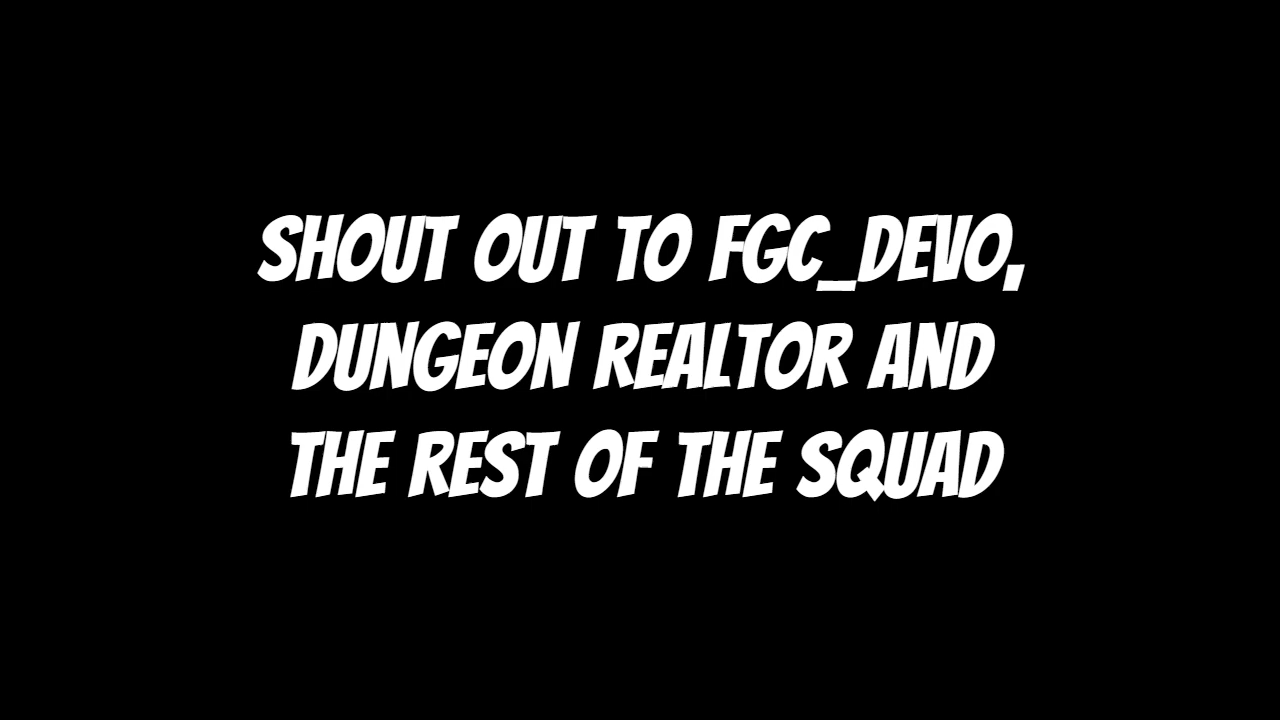 SHOUT OUT TO FGC_DEVO,
DUNGEON REALTOR AND
THE REST OF THE SQUAD